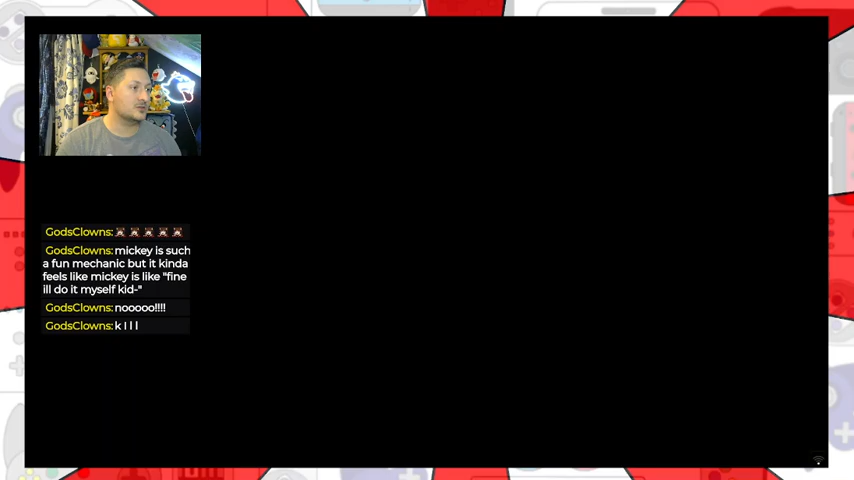 GodsClowns:
GodsClowns: mickey is such
a fun mechanic but it kinda
feels like mickey is like "fine
ill do it myself kid-"
GodsClowns: nooooo!!!!
GodsClowns: k I l l